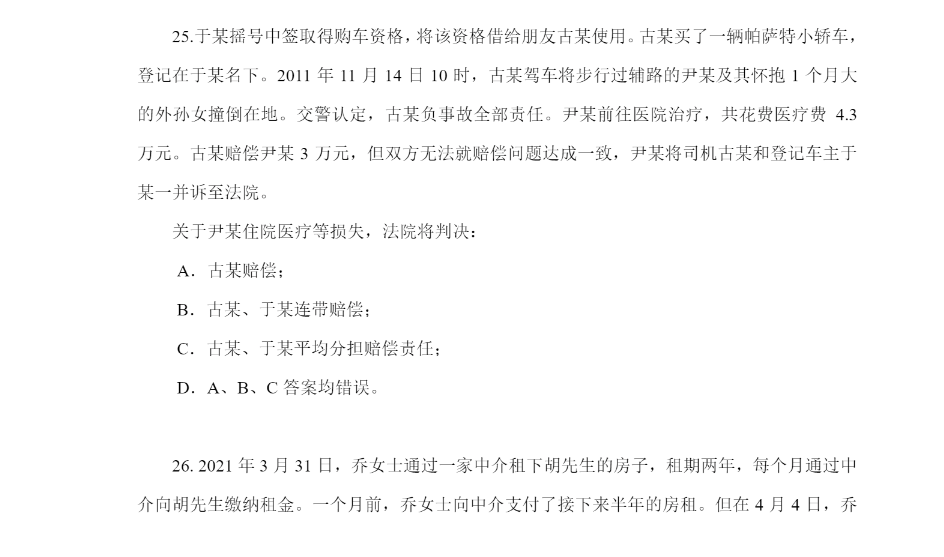 25.于某摇号中签取得购车资格，将该资格借给朋友古某使用。古某买了一辆帕萨特小轿车，
登记在于某名下。2011 年 11 月 14 日 10 时，古某驾车将步行过辅路的尹某及其怀抱 1 个月大
的外孙女撞倒在地。交警认定，古某负事故全部责任。尹某前往医院治疗，共花费医疗费 4.3
万元。古某赔偿尹某 3 万元，但双方无法就赔偿问题达成一致，尹某将司机古某和登记车主于
某一并诉至法院。
关于尹某住院医疗等损失，法院将判决：
A．古某赔偿；
B．古某、于某连带赔偿；
C．古某、于某平均分担赔偿责任；
D．A、B、C 答案均错误。
26. 2021 年 3 月 31 日，乔女士通过一家中介租下胡先生的房子，租期两年，每个月通过中
介向胡先生缴纳租金。一个月前，乔女士向中介支付了接下来半年的房租。但在 4 月 4 日，乔